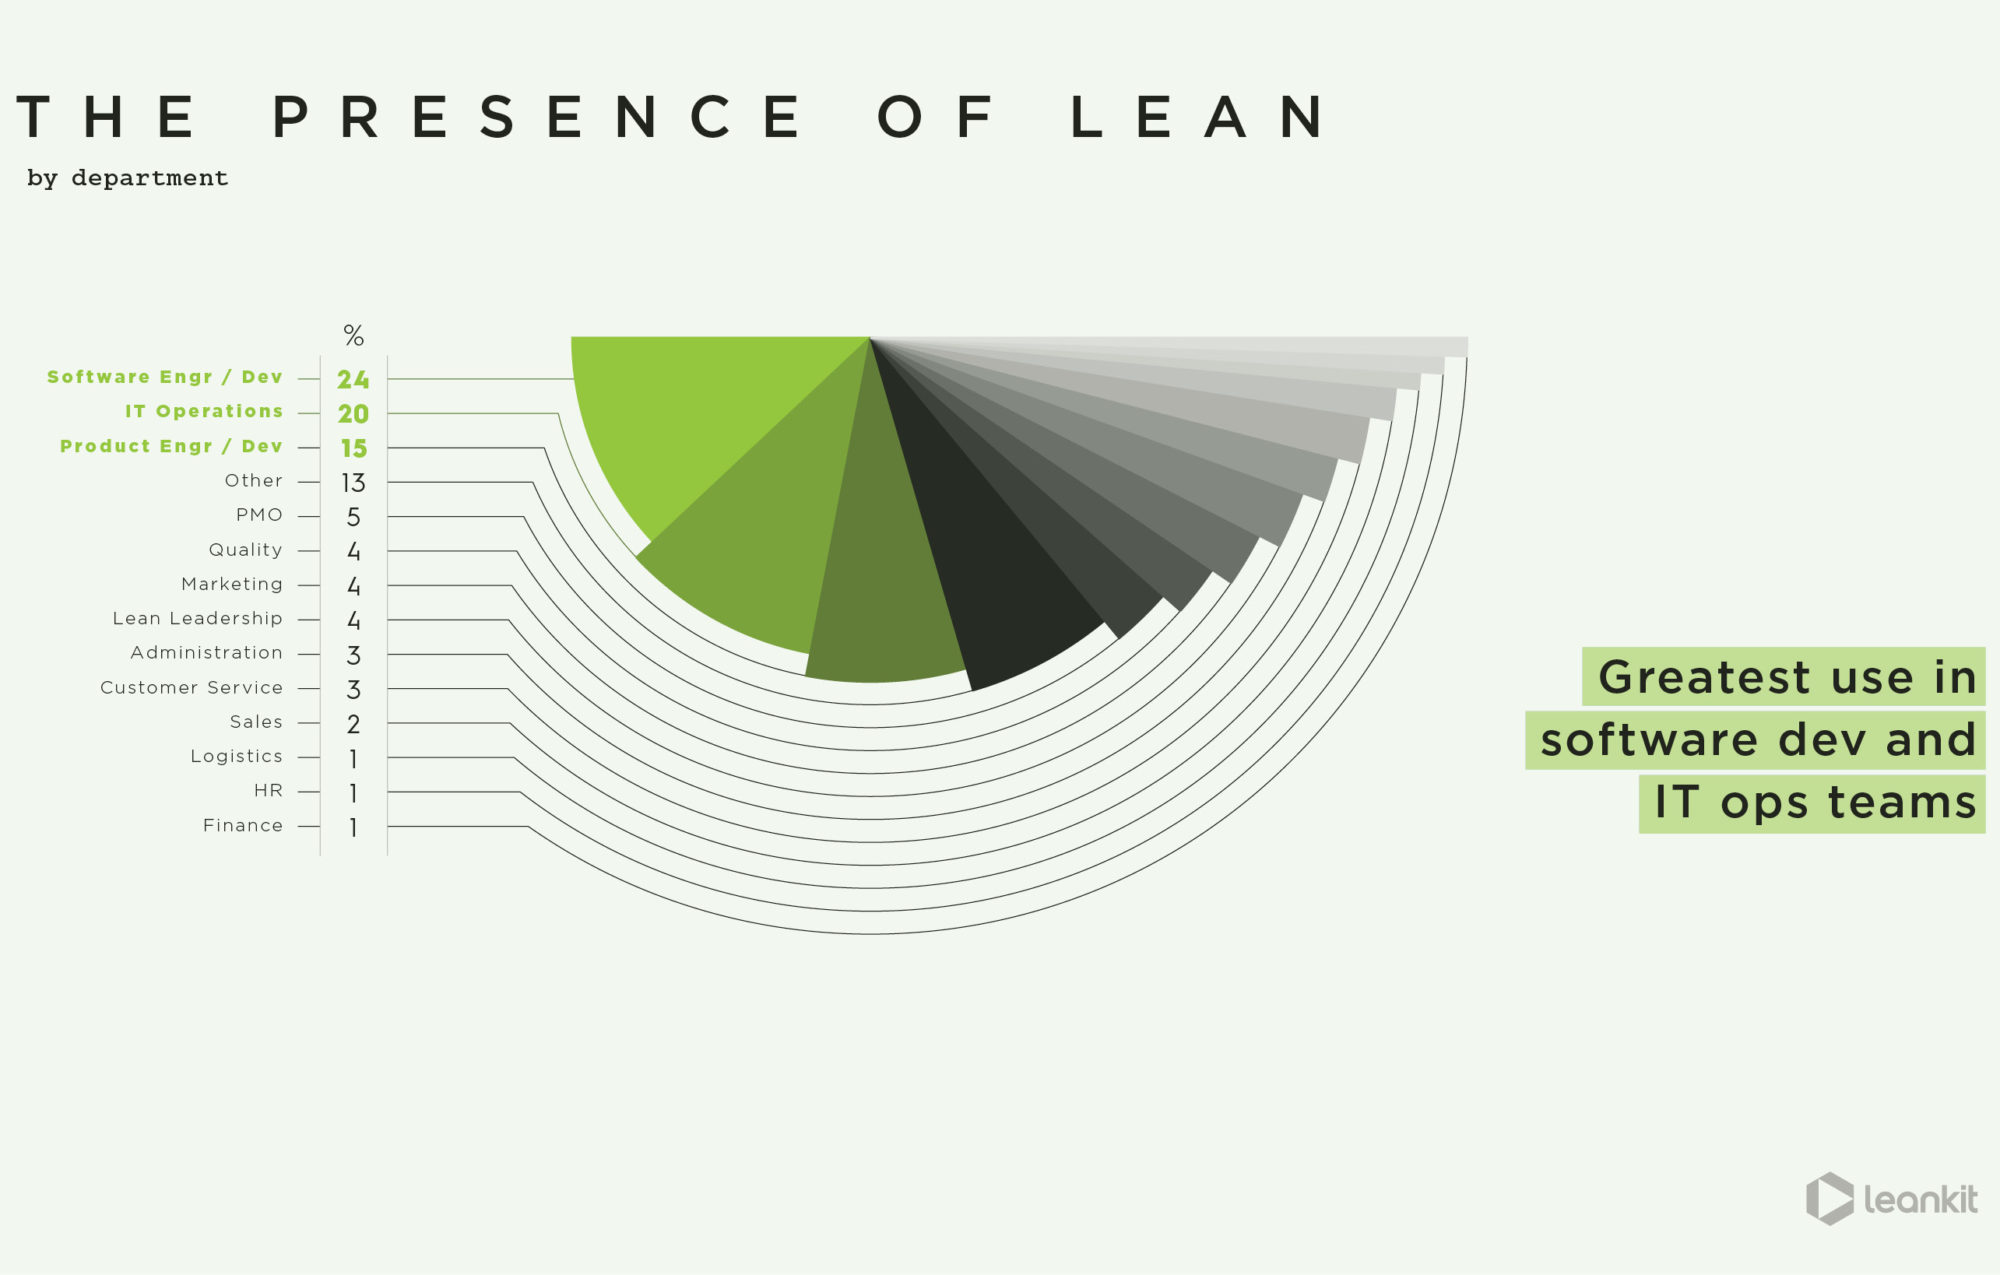 THE PRESENCE OF LEAN
by department
%
Software Engr / Dev 24
IT Operations 20
Product Engr / Dev 15
Other 13
PMO 5
Quality 4
Marketing 4
Lean Leadership 4
Administration 3
Customer Service 3
Sales 2
Logistics 1
HR 1
Finance 1
Greatest use in
software dev and
IT ops teams
leankit